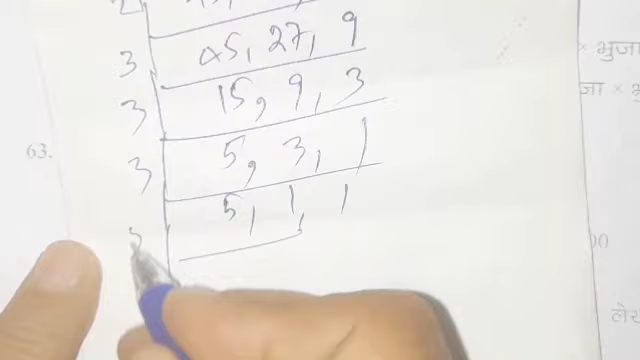 3 45, 27, 9
3 15, 9, 3
3 5, 3, 1
5, 1, 1
63.
× भुजा
जा × भु